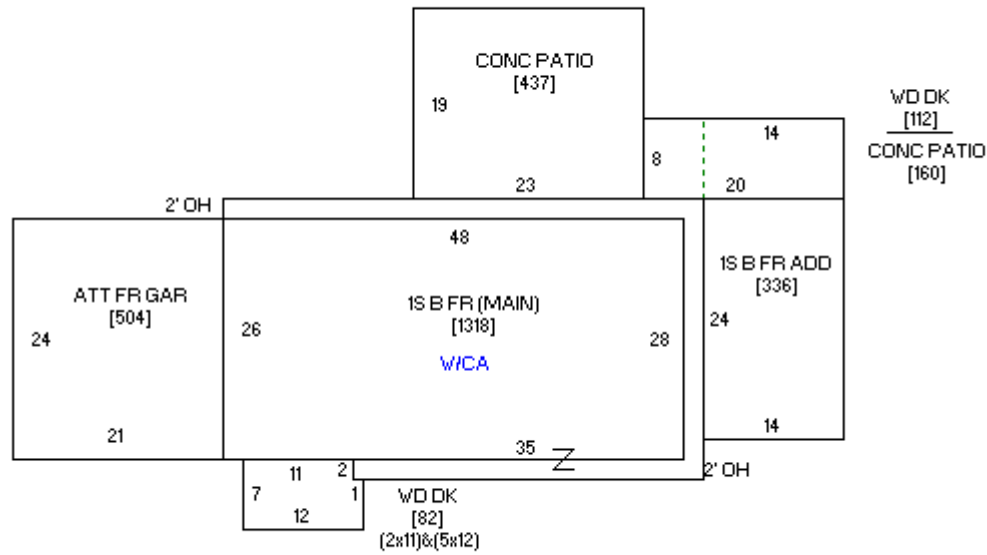 CONC PATIO
[437]
19
23
WD DK
[112]
CONC PATIO
[160]
14
8
20
2' OH
48
ATT FR GAR
[504]
24
21
26
1S B FR (MAIN)
[1318]
W/CA
28
1S B FR ADD
[336]
24
14
35
Z
2' OH
11
2
7
1
12
WD DK
[82]
(2x11)&(5x12)